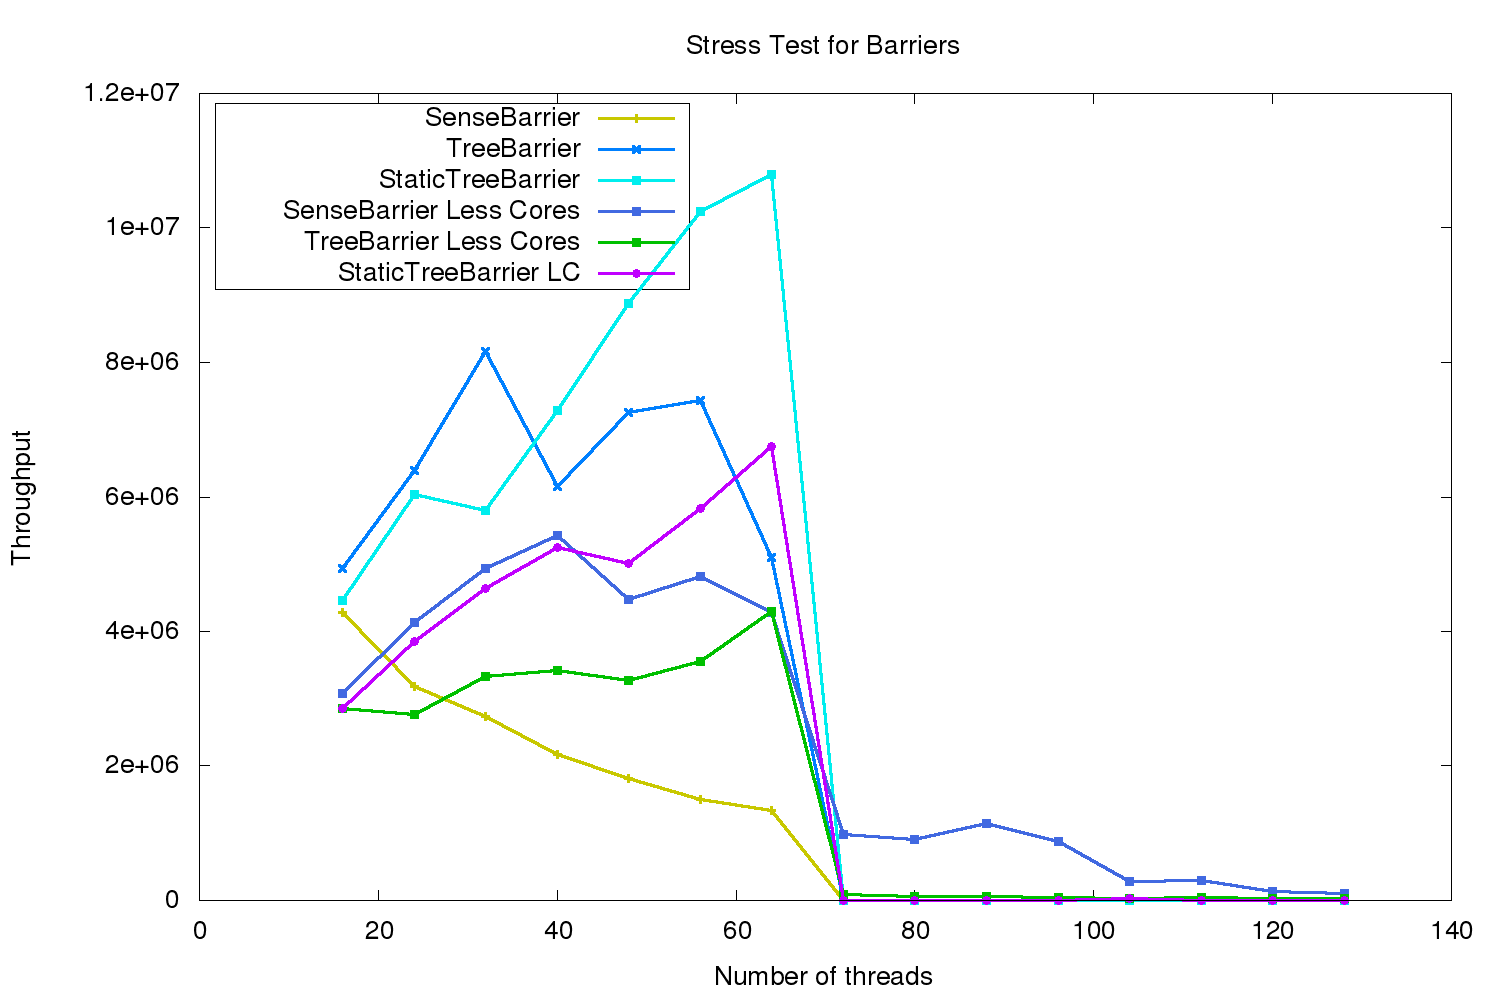 Stress Test for Barriers
1.2e+07
1e+07
8e+06
6e+06
4e+06
2e+06
0
Throughput
SenseBarrier
TreeBarrier
StaticTreeBarrier
SenseBarrier Less Cores
TreeBarrier Less Cores
StaticTreeBarrier LC
0 20 40 60 80 100 120 140
Number of threads